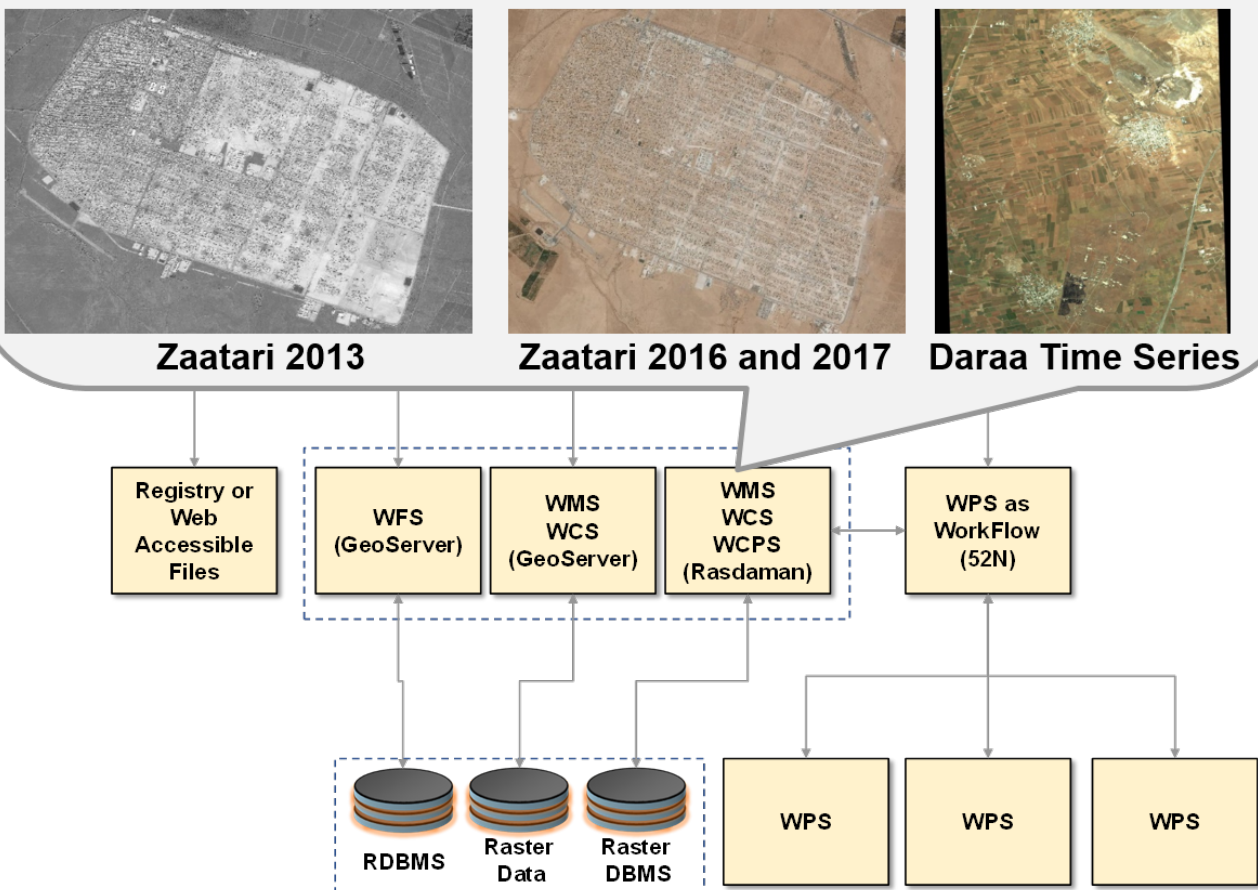 Zaatari 2013
Zaatari 2016 and 2017
Daraa Time Series
Registry or
Web
Accessible
Files
WFS
(GeoServer)
WMS
WCS
(GeoServer)
WMS
WCS
WCPS
(Rasdaman)
WPS as
WorkFlow
(52N)
RDBMS
Raster
Data
Raster
DBMS
WPS
WPS
WPS